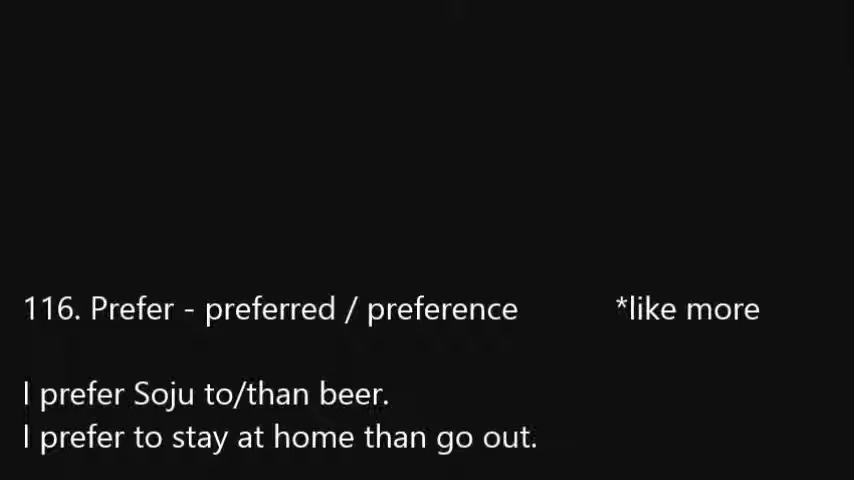 116. Prefer - preferred / preference *like more
I prefer Soju to/than beer.
I prefer to stay at home than go out.